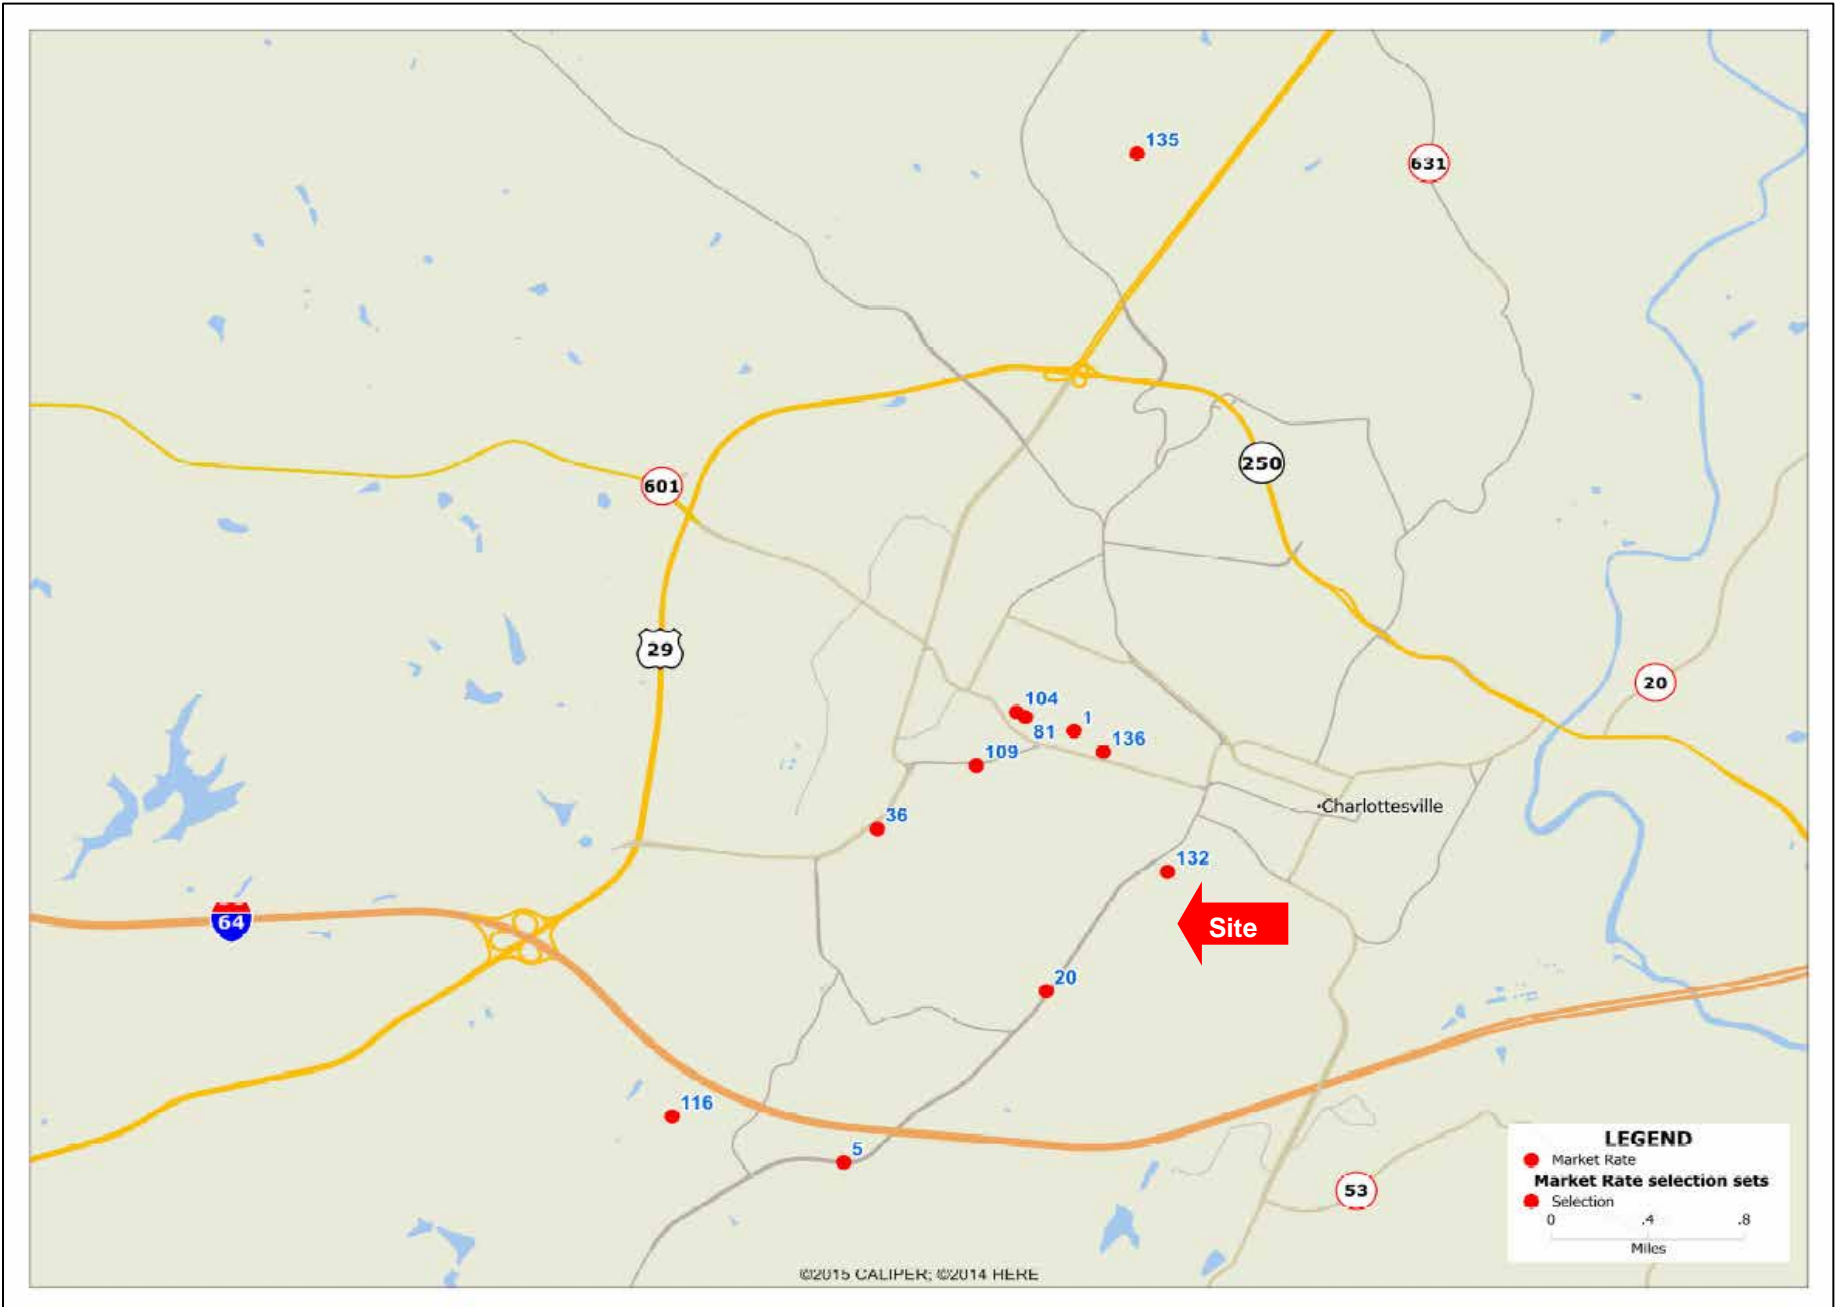 135
631
250
601
29
20
104
81
1
136
109
Charlottesville
36
132
64
Site
20
116
5
53
LEGEND
Market Rate
Market Rate selection sets
Selection
0 .4 .8
Miles
©2015 CALIPER; ©2014 HERE